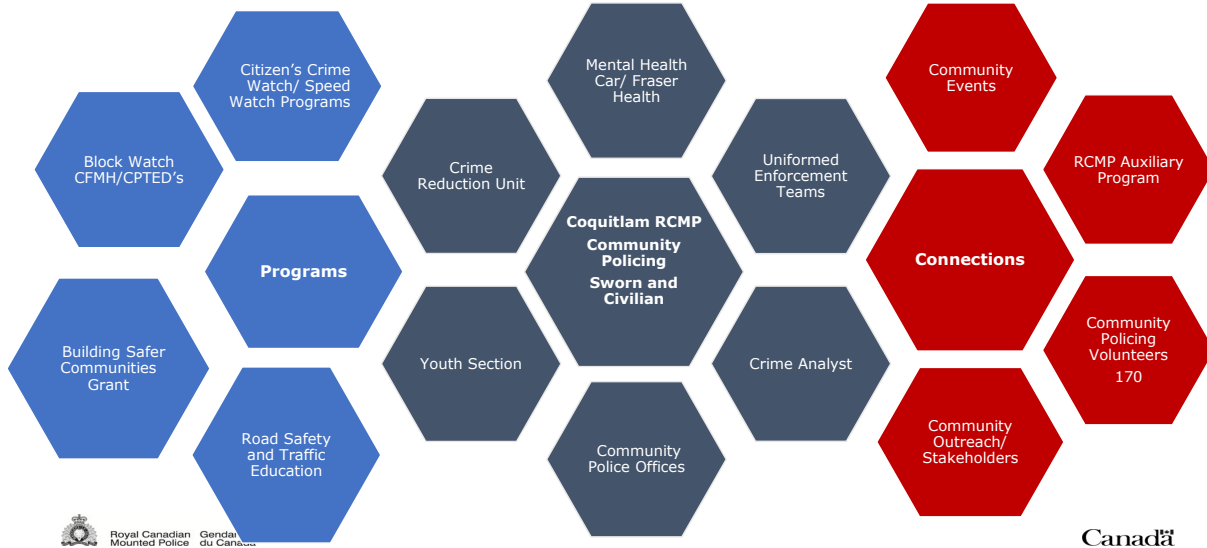 Citizen's Crime
Watch/ Speed
Watch Programs
Block Watch
CFMH/CPTED's
Programs
Building Safer
Communities
Grant
Road Safety
and Traffic
Education
Mental Health
Car/ Fraser
Health
Crime
Reduction Unit
Uniformed
Enforcement
Teams
Coquitlam RCMP
Community
Policing
Sworn and
Civilian
Youth Section
Crime Analyst
Community
Police Offices
Community
Events
RCMP Auxiliary
Program
Connections
Community
Policing
Volunteers
170
Community
Outreach/
Stakeholders
Royal Canadian
Mounted Police
du Canada
Canada